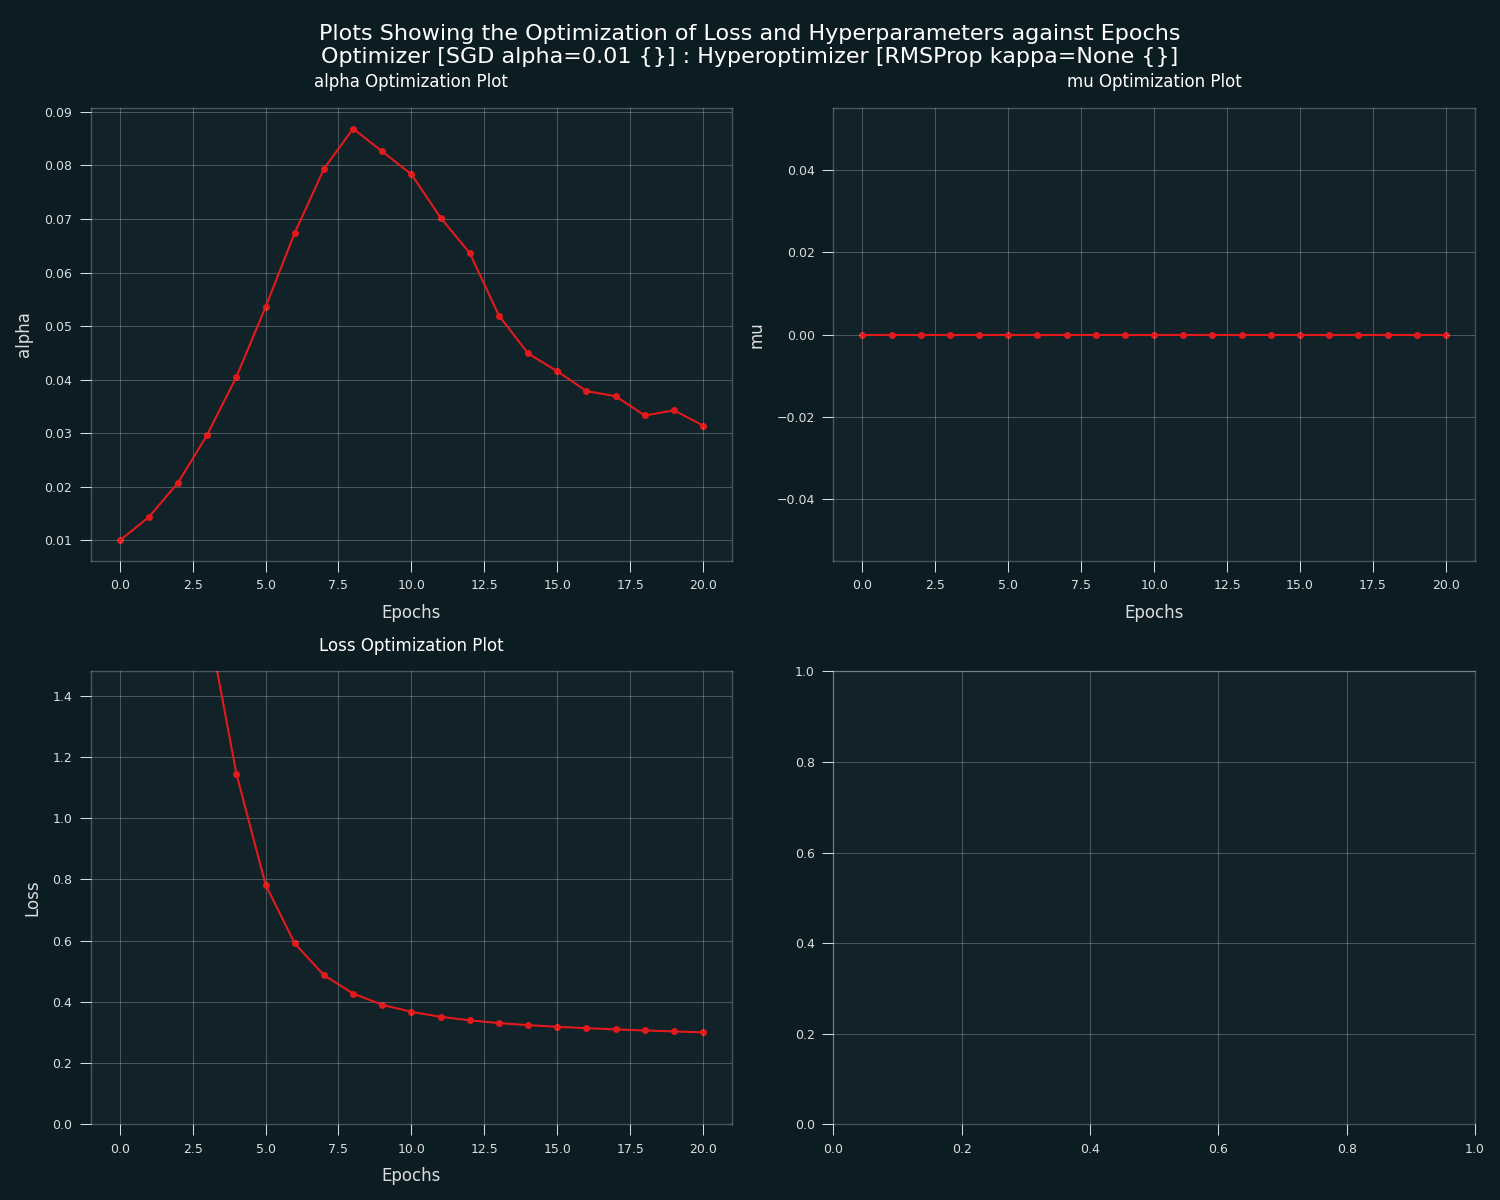 Plots Showing the Optimization of Loss and Hyperparameters against Epochs
Optimizer [SGD alpha=0.01 {}] : Hyperoptimizer [RMSProp kappa=None {}]
alpha Optimization Plot
0.09
0.08
0.07
0.06
0.05
0.04
0.03
0.02
0.01
alpha
0.0 2.5 5.0 7.5 10.0 12.5 15.0 17.5 20.0
Epochs
mu Optimization Plot
0.04
0.02
0.00
−0.02
−0.04
mu
0.0 2.5 5.0 7.5 10.0 12.5 15.0 17.5 20.0
Epochs
Loss Optimization Plot
1.4
1.2
1.0
0.8
0.6
0.4
0.2
0.0
Loss
0.0 2.5 5.0 7.5 10.0 12.5 15.0 17.5 20.0
Epochs
1.0
0.8
0.6
0.4
0.2
0.0
0.0 0.2 0.4 0.6 0.8 1.0